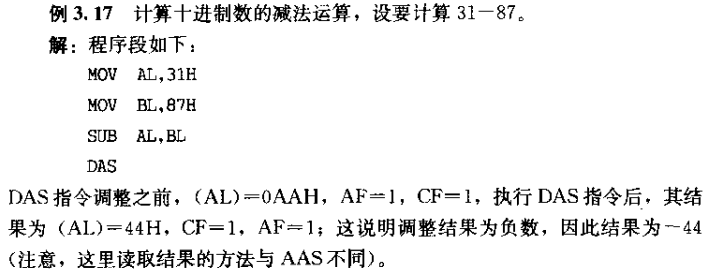 例 3.17 计算十进制数的减法运算，设要计算 31－87。
解：程序段如下：
MOV AL,31H
MOV BL,87H
SUB AL,BL
DAS
DAS 指令调整之前，(AL)＝0AAH，AF＝1，CF＝1，执行 DAS 指令后，其结
果为 (AL)＝44H，CF＝1，AF＝1；这说明调整结果为负数，因此结果为－44
(注意，这里读取结果的方法与 AAS 不同)。